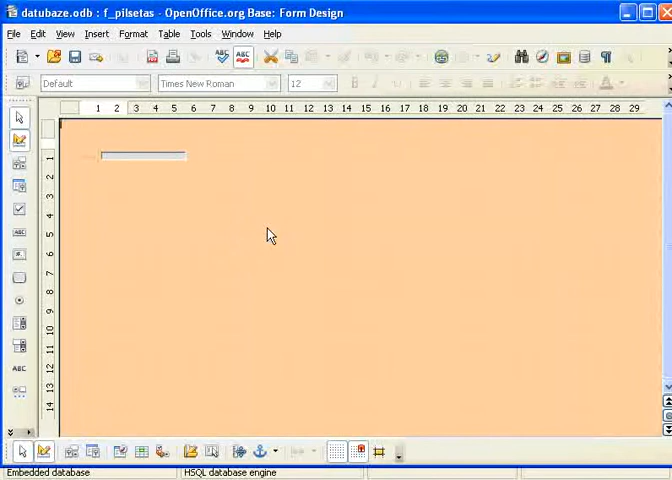 datubaze.odb : f_pilsetas - OpenOffice.org Base: Form Design
File Edit View Insert Format Table Tools Window Help
ABC ABC
Default Times New Roman 12
1 2 3 4 5 6 7 8 9 10 11 12 13 14 15 16 17 18 19 20 21 22 23 24 25 26 27 28 29
1
2
3
4
5
6
7
8
9
10
11
12
13
14
ABC
Embedded database HSQL database engine